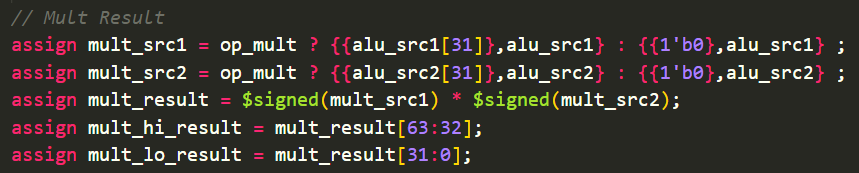 // Mult Result
assign mult_src1 = op_mult ? {{alu_src1[31]},alu_src1} : {{1'b0},alu_src1} ;
assign mult_src2 = op_mult ? {{alu_src2[31]},alu_src2} : {{1'b0},alu_src2} ;
assign mult_result = $signed(mult_src1) * $signed(mult_src2);
assign mult_hi_result = mult_result[63:32];
assign mult_lo_result = mult_result[31:0];